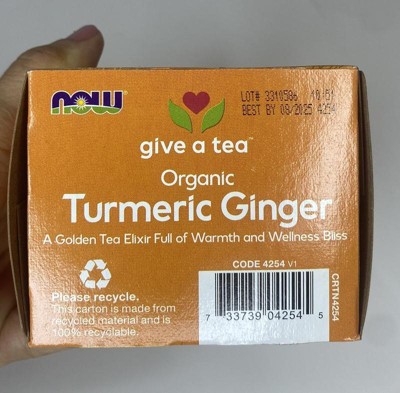 NOW
LOT# 3310586 10:51
BEST BY 08/2025 4254
give a tea™
Organic
Turmeric Ginger
A Golden Tea Elixir Full of Warmth and Wellness Bliss
CODE 4254 V1
Please recycle.
This carton is made from
recycled material and is
100% recyclable.
7 33739 04254 5
CRTN4254